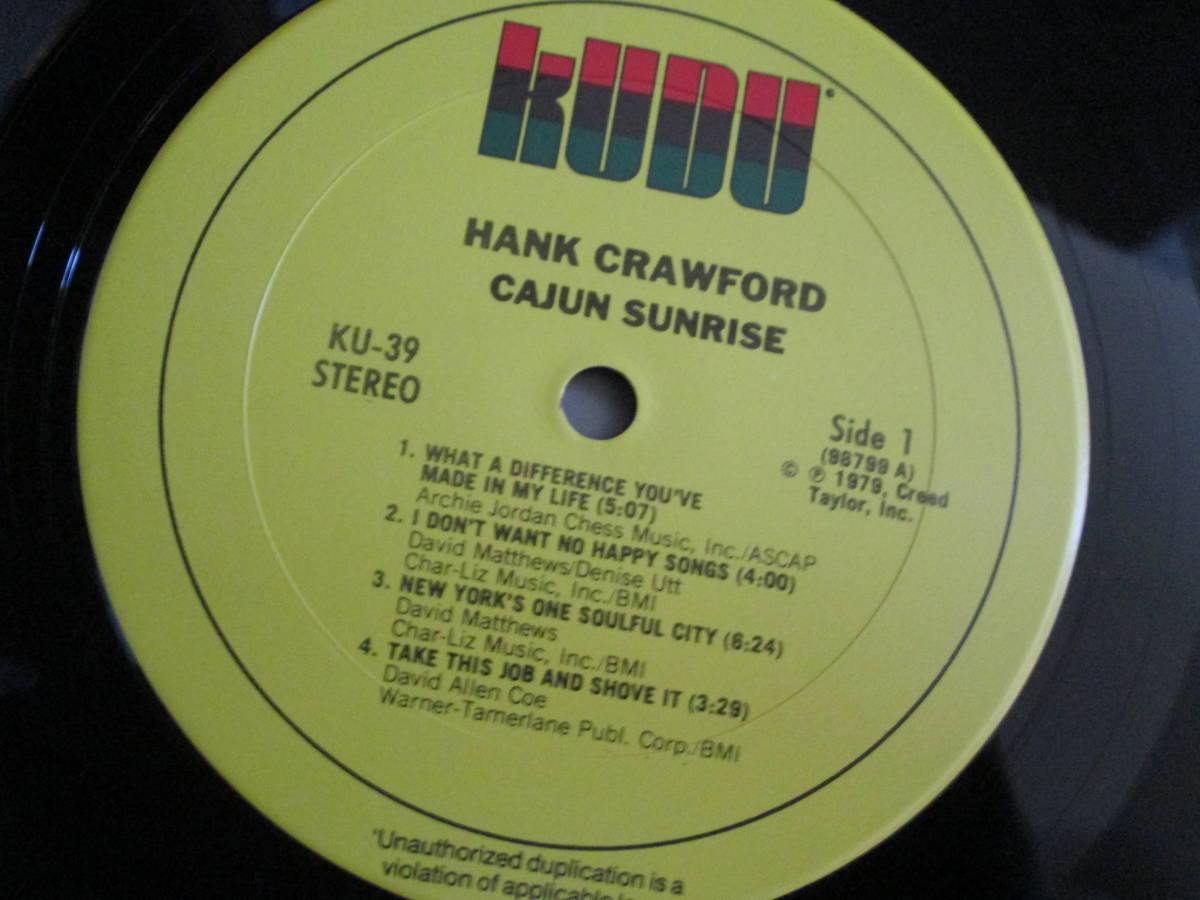 KUDU
HANK CRAWFORD
CAJUN SUNRISE
KU-39
STEREO
Side 1
(98799 A)
© ℗ 1979, Creed
Taylor, Inc.
1. WHAT A DIFFERENCE YOU'VE
MADE IN MY LIFE (5:07)
Archie Jordan Chess Music, Inc./ASCAP
2. I DON'T WANT NO HAPPY SONGS (4:00)
David Matthews/Denise Utt
Char-Liz Music, Inc./BMI
3. NEW YORK'S ONE SOULFUL CITY (6:24)
David Matthews
Char-Liz Music, Inc./BMI
4. TAKE THIS JOB AND SHOVE IT (3:29)
David Allen Coe
Warner-Tamerlane Publ. Corp./BMI
"Unauthorized duplication is a
violation of applicable